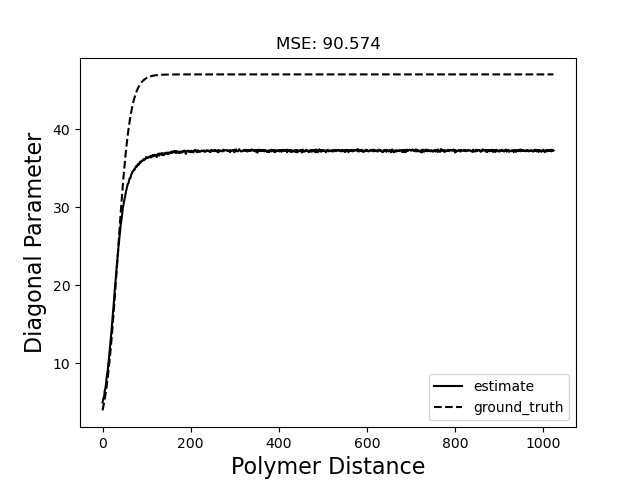 MSE: 90.574
Diagonal Parameter
40
30
20
10
estimate
ground_truth
0 200 400 600 800 1000
Polymer Distance